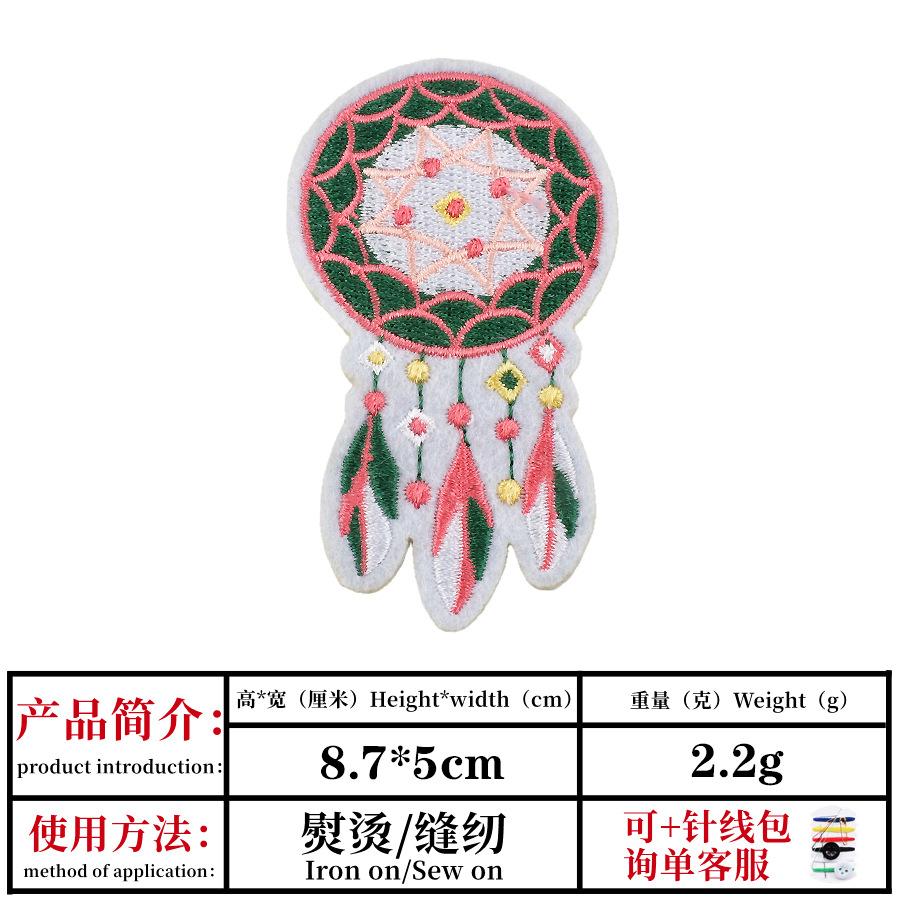 产品简介：
product introduction：
高*宽（厘米）Height*width（cm）
重量（克）Weight（g）
8.7*5cm
2.2g
使用方法：
method of application：
熨烫/缝纫
Iron on/Sew on
可+针线包
询单客服